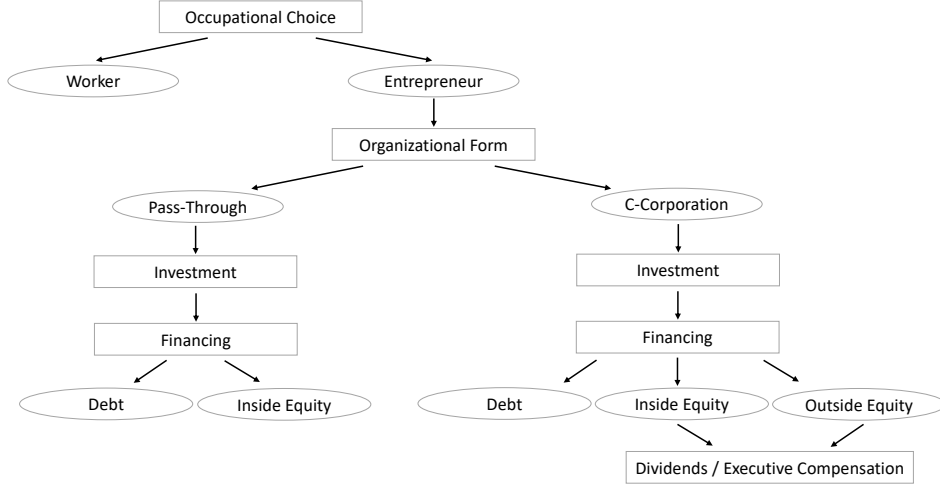 Occupational Choice
Worker
Entrepreneur
Organizational Form
Pass-Through
C-Corporation
Investment
Investment
Financing
Financing
Debt
Inside Equity
Debt
Inside Equity
Outside Equity
Dividends / Executive Compensation